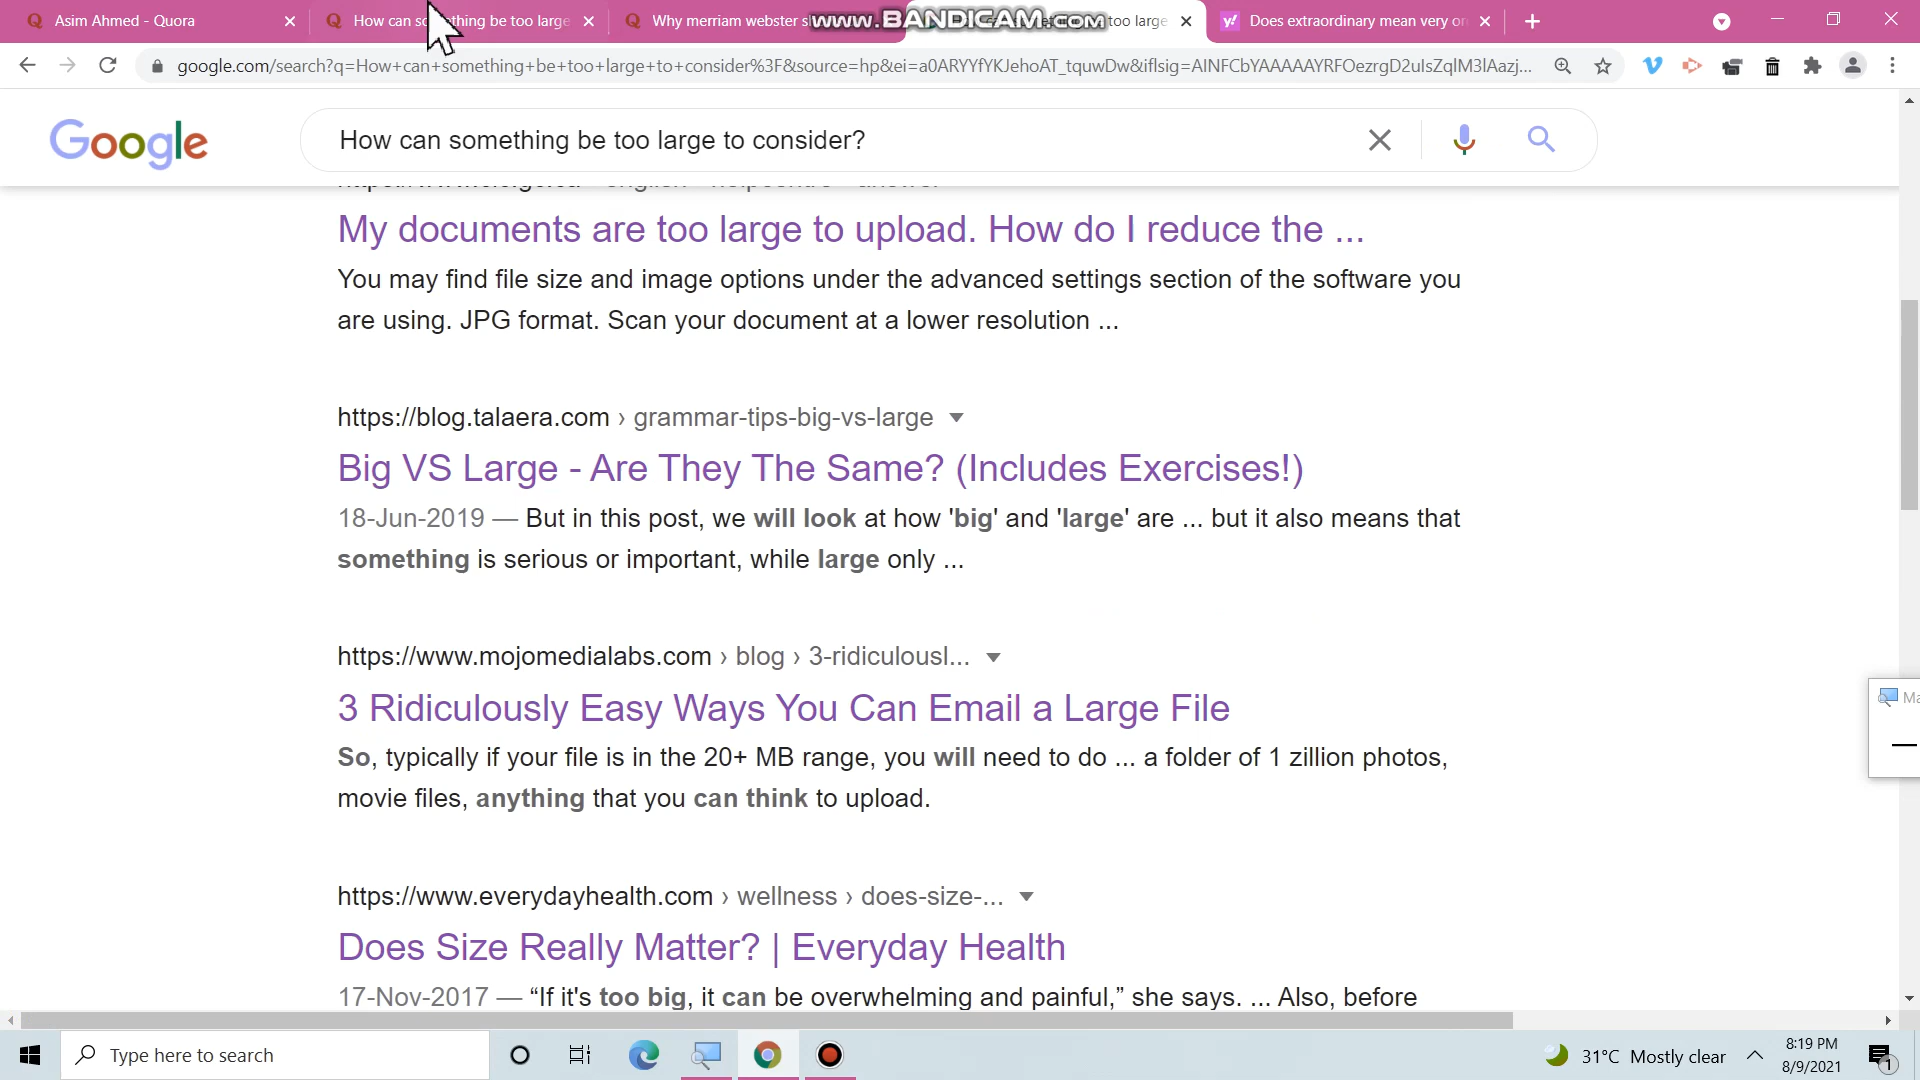 Asim Ahmed - Quora
How can something be too large
Why merriam webster s
www.BANDICAM.com
too large
Does extraordinary mean very or
google.com/search?q=How+can+something+be+too+large+to+consider%3F&source=hp&ei=a0ARYYfYKJehoAT_tquwDw&iflsig=AINFCbYAAAAAYRFOezrgD2uIsZqIM3lAazj...
Google
How can something be too large to consider?
My documents are too large to upload. How do I reduce the ...
You may find file size and image options under the advanced settings section of the software you
are using. JPG format. Scan your document at a lower resolution ...
https://blog.talaera.com › grammar-tips-big-vs-large
Big VS Large - Are They The Same? (Includes Exercises!)
18-Jun-2019 — But in this post, we will look at how 'big' and 'large' are ... but it also means that
something is serious or important, while large only ...
https://www.mojomedialabs.com › blog › 3-ridiculousl...
3 Ridiculously Easy Ways You Can Email a Large File
So, typically if your file is in the 20+ MB range, you will need to do ... a folder of 1 zillion photos,
movie files, anything that you can think to upload.
https://www.everydayhealth.com › wellness › does-size-...
Does Size Really Matter? | Everyday Health
17-Nov-2017 — “If it's too big, it can be overwhelming and painful,” she says. ... Also, before
Ma
Type here to search
31°C Mostly clear
8:19 PM
8/9/2021
1